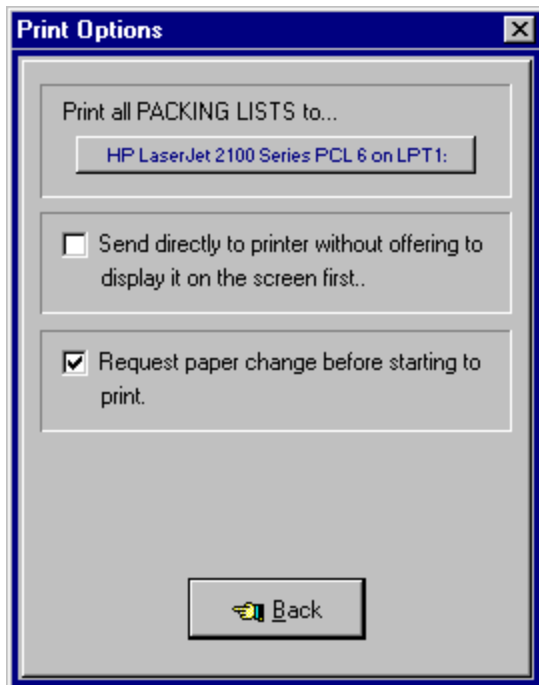 Print Options
Print all PACKING LISTS to...
HP LaserJet 2100 Series PCL 6 on LPT1:
Send directly to printer without offering to
display it on the screen first..
Request paper change before starting to
print.
Back